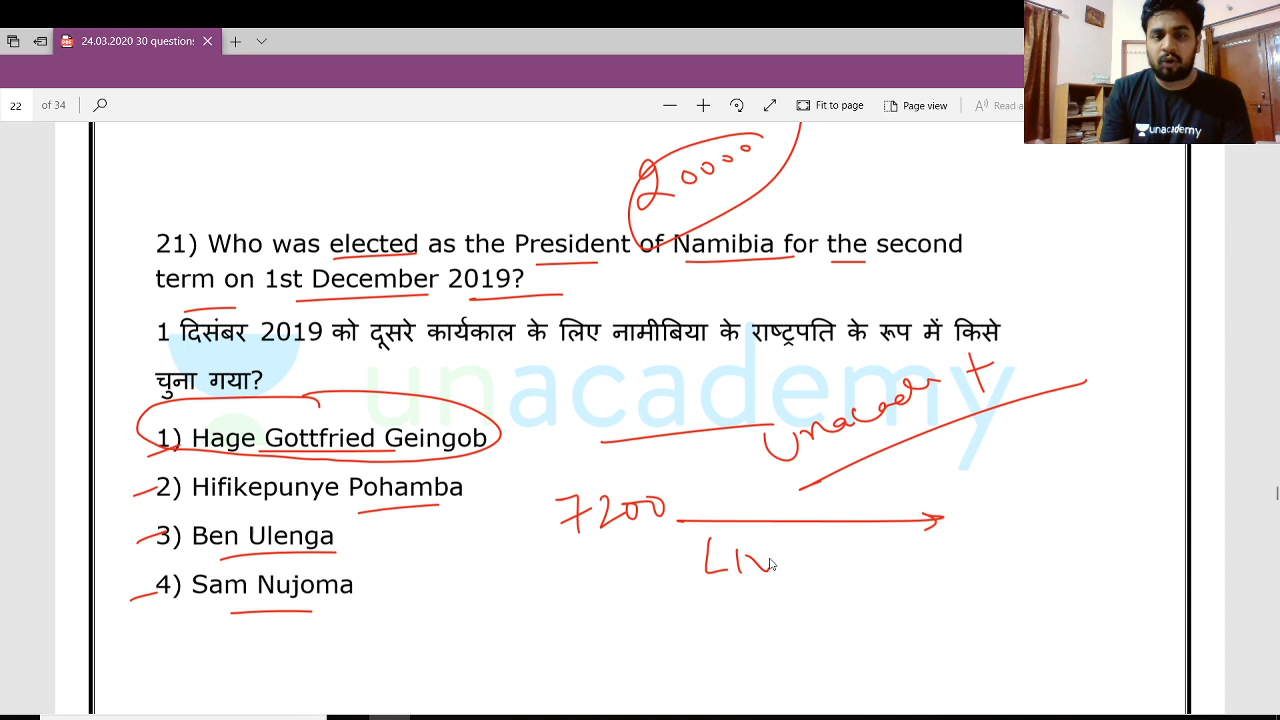 24.03.2020 30 questions
22 of 34
Fit to page
Page view
Read a
unacademy
20000
21) Who was elected as the President of Namibia for the second
term on 1st December 2019?
1 दिसंबर 2019 को दूसरे कार्यकाल के लिए नामीबिया के राष्ट्रपति के रूप में किसे
चुना गया?
unacademy
1) Hage Gottfried Geingob
2) Hifikepunye Pohamba
3) Ben Ulenga
4) Sam Nujoma
7200